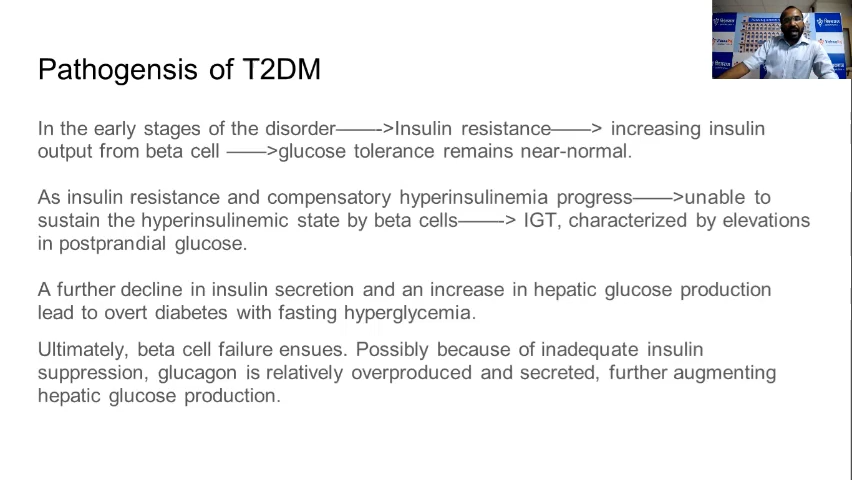 Pathogensis of T2DM
In the early stages of the disorder——->Insulin resistance——> increasing insulin
output from beta cell ——>glucose tolerance remains near-normal.
As insulin resistance and compensatory hyperinsulinemia progress——>unable to
sustain the hyperinsulinemic state by beta cells——-> IGT, characterized by elevations
in postprandial glucose.
A further decline in insulin secretion and an increase in hepatic glucose production
lead to overt diabetes with fasting hyperglycemia.
Ultimately, beta cell failure ensues. Possibly because of inadequate insulin
suppression, glucagon is relatively overproduced and secreted, further augmenting
hepatic glucose production.